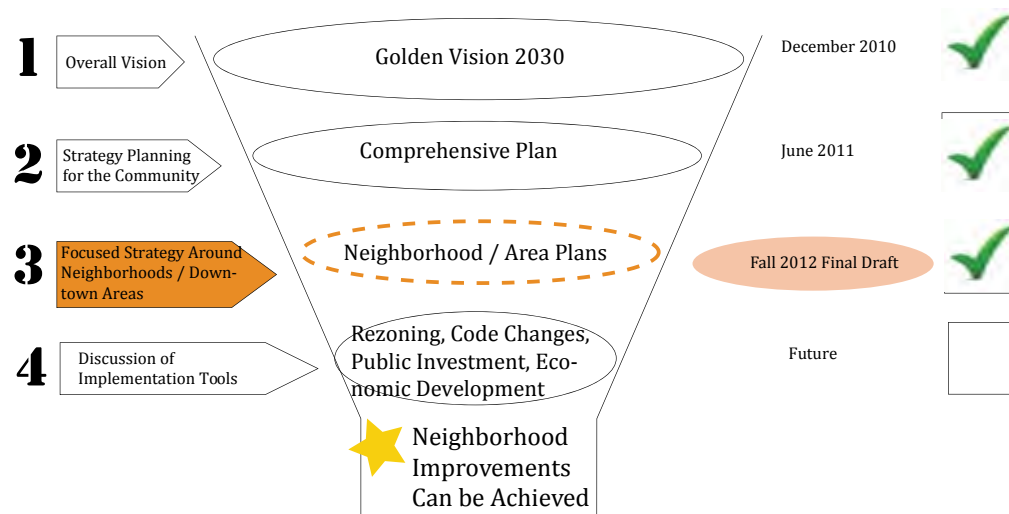 1
Overall Vision
Golden Vision 2030
December 2010
2
Strategy Planning
for the Community
Comprehensive Plan
June 2011
3
Focused Strategy Around
Neighborhoods / Down-
town Areas
Neighborhood / Area Plans
Fall 2012 Final Draft
4
Discussion of
Implementation Tools
Rezoning, Code Changes,
Public Investment, Eco-
nomic Development
Future
Neighborhood
Improvements
Can be Achieved